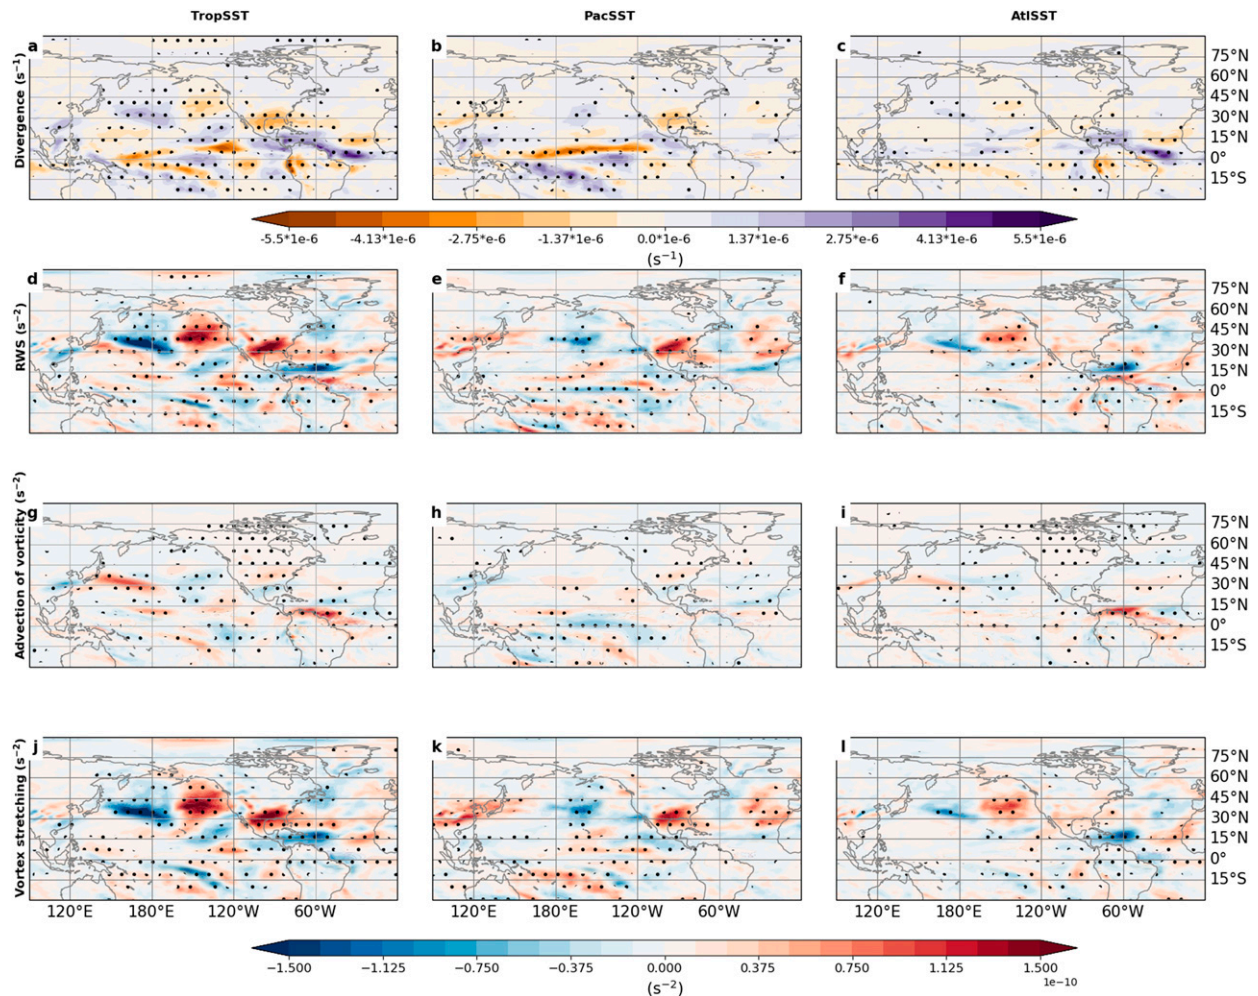 TropSST PacSST AtlSST
Divergence (s⁻¹)
a b c
75°N
60°N
45°N
30°N
15°N
0°
15°S
-5.5*1e-6 -4.13*1e-6 -2.75*1e-6 -1.37*1e-6 0.0*1e-6 1.37*1e-6 2.75*1e-6 4.13*1e-6 5.5*1e-6
(s⁻¹)
RWS (s⁻²)
d e f
75°N
60°N
45°N
30°N
15°N
0°
15°S
Advection of vorticity (s⁻²)
g h i
75°N
60°N
45°N
30°N
15°N
0°
15°S
Vortex stretching (s⁻²)
j k l
75°N
60°N
45°N
30°N
15°N
0°
15°S
120°E 180°E 120°W 60°W 120°E 180°E 120°W 60°W 120°E 180°E 120°W 60°W
−1.500 −1.125 −0.750 −0.375 0.000 0.375 0.750 1.125 1.500
1e−10
(s⁻²)